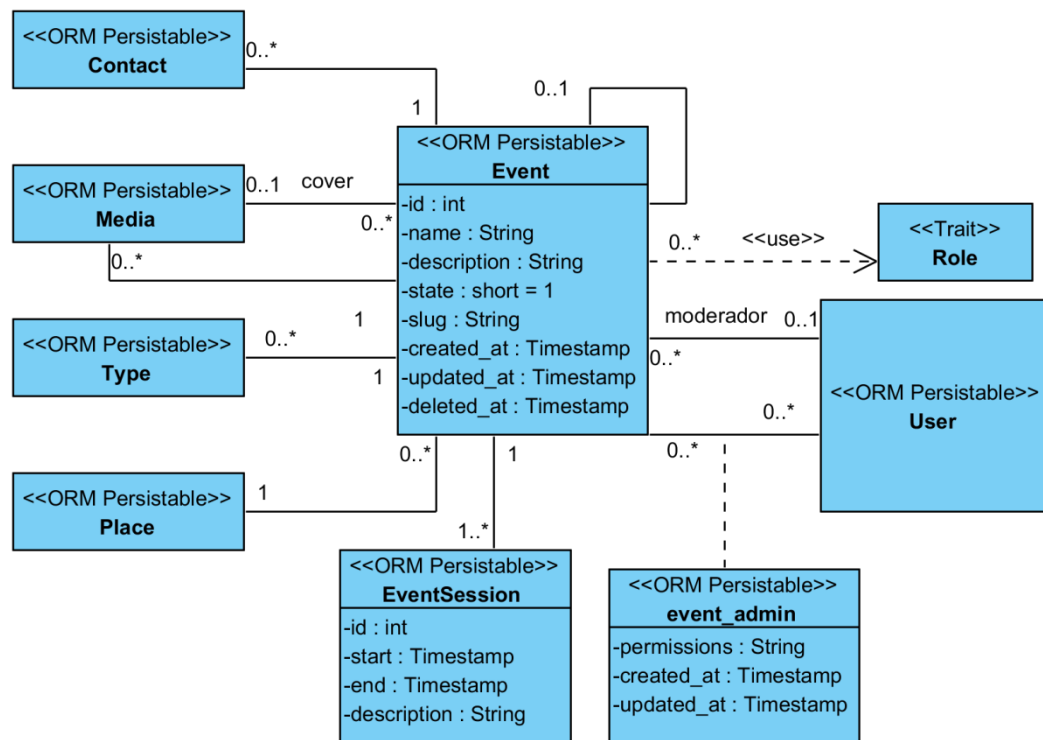 <<ORM Persistable>>
Contact
0..*
1
0..1
<<ORM Persistable>>
Event
-id : int
-name : String
-description : String
-state : short = 1
-slug : String
-created_at : Timestamp
-updated_at : Timestamp
-deleted_at : Timestamp
<<ORM Persistable>>
Media
0..1
cover
0..*
0..*
1
<<ORM Persistable>>
Type
0..*
1
<<ORM Persistable>>
Place
1
0..*
1
1..*
0..*
<<use>>
<<Trait>>
Role
moderador
0..1
0..*
0..*
0..*
<<ORM Persistable>>
User
<<ORM Persistable>>
EventSession
-id : int
-start : Timestamp
-end : Timestamp
-description : String
<<ORM Persistable>>
event_admin
-permissions : String
-created_at : Timestamp
-updated_at : Timestamp